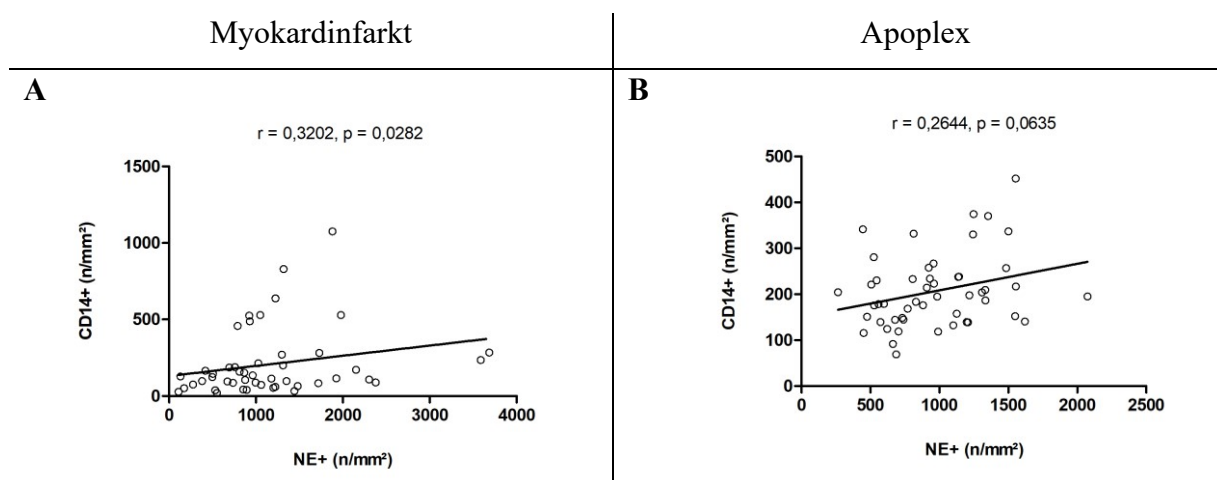 Myokardinfarkt
Apoplex
A
r = 0,3202, p = 0,0282
1500
1000
500
0
CD14+ (n/mm²)
0 1000 2000 3000 4000
NE+ (n/mm²)
B
r = 0,2644, p = 0,0635
500
400
300
200
100
0
CD14+ (n/mm²)
0 500 1000 1500 2000 2500
NE+ (n/mm²)